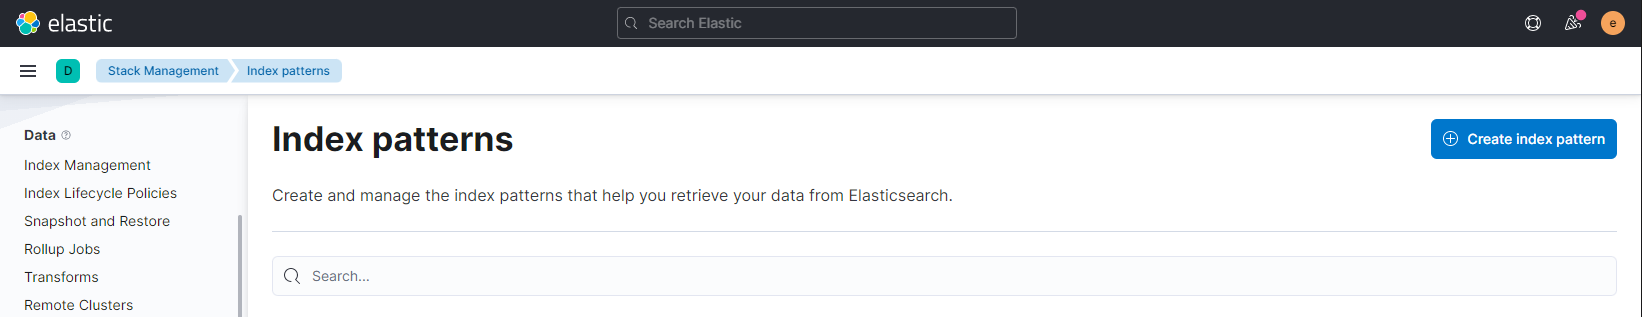 elastic
Search Elastic
e
D
Stack Management
Index patterns
Data
Index Management
Index Lifecycle Policies
Snapshot and Restore
Rollup Jobs
Transforms
Remote Clusters
Index patterns
Create index pattern
Create and manage the index patterns that help you retrieve your data from Elasticsearch.
Search...